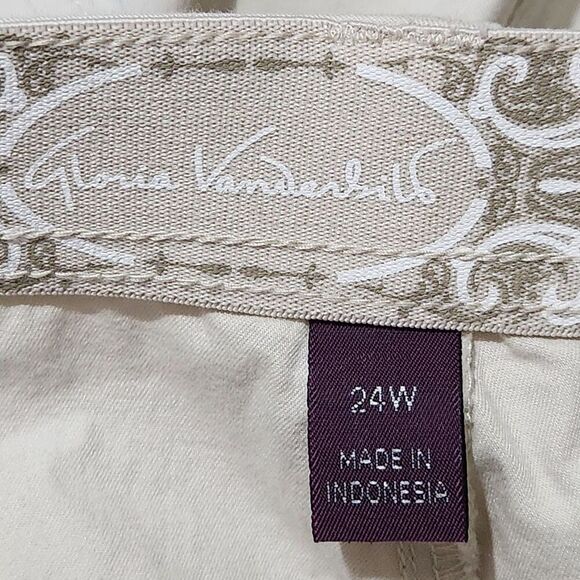 Gloria Vanderbilt
24W
MADE IN
INDONESIA